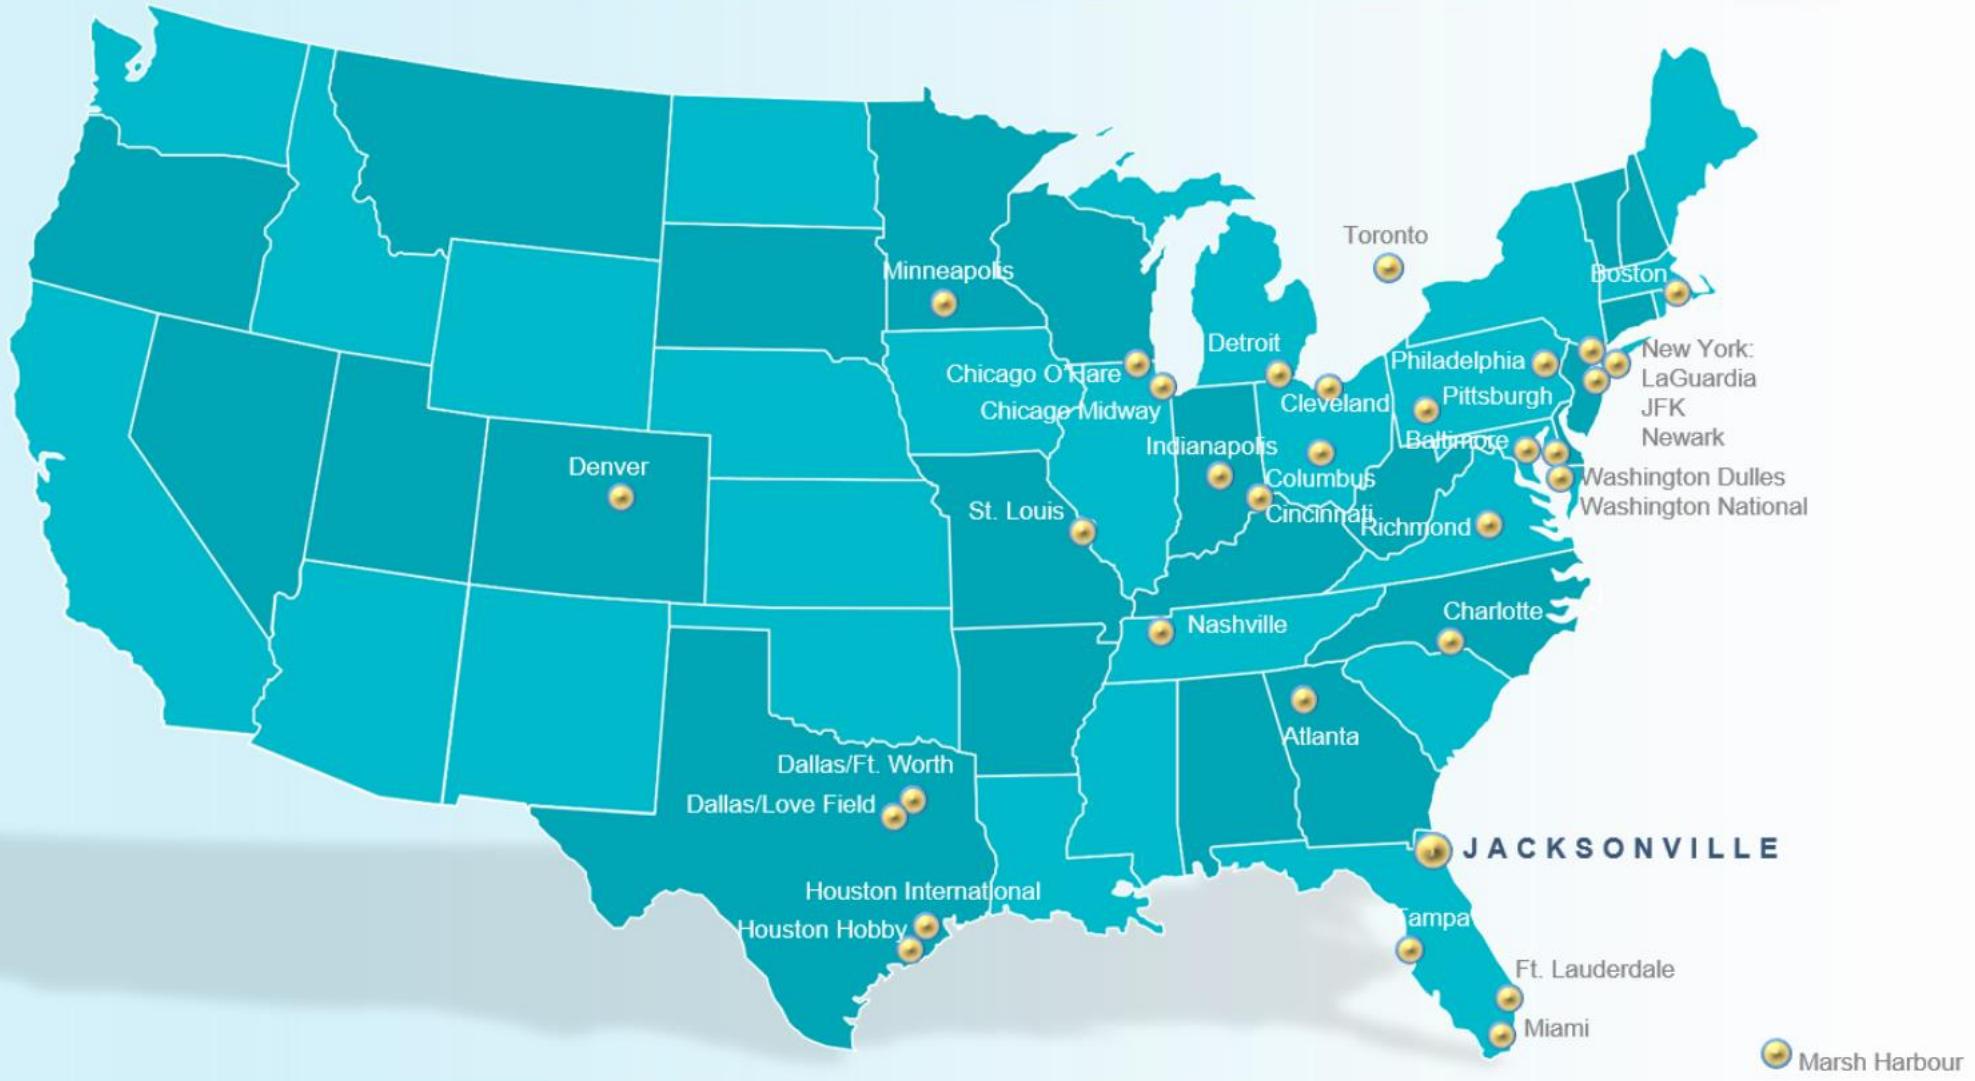 Toronto
Minneapolis
Boston
Detroit
New York:
Philadelphia
Chicago O'Hare
LaGuardia
Pittsburgh
Cleveland
JFK
Chicago Midway
Newark
Baltimore
Indianapolis
Denver
Columbus
Washington Dulles
Washington National
St. Louis
Cincinnati
Richmond
Charlotte
Nashville
Atlanta
Dallas/Ft. Worth
Dallas/Love Field
JACKSONVILLE
Houston International
Tampa
Houston Hobby
Ft. Lauderdale
Miami
Marsh Harbour